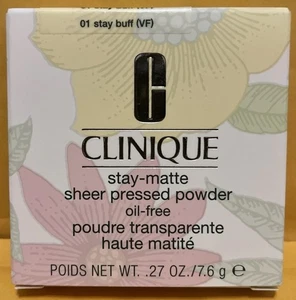 01 stay buff (VF)
CLINIQUE
stay-matte
sheer pressed powder
oil-free
poudre transparente
haute matité
POIDS NET WT. .27 OZ./7.6 g ℮